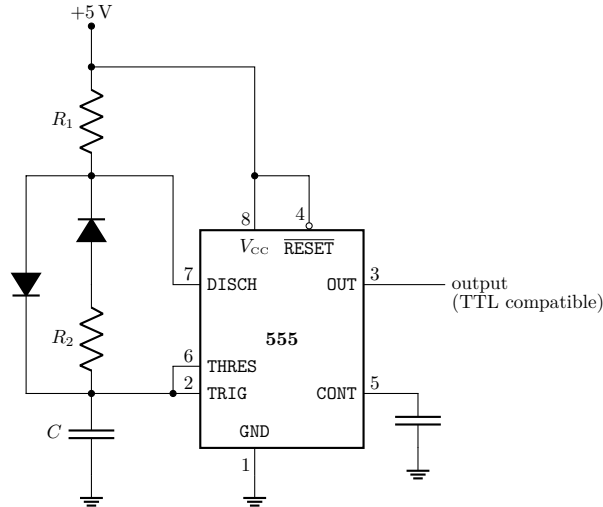 +5 V
R1
8
4
VCC
RESET
7
DISCH
OUT
3
output
(TTL compatible)
R2
555
6
THRES
2
TRIG
CONT
5
C
GND
1